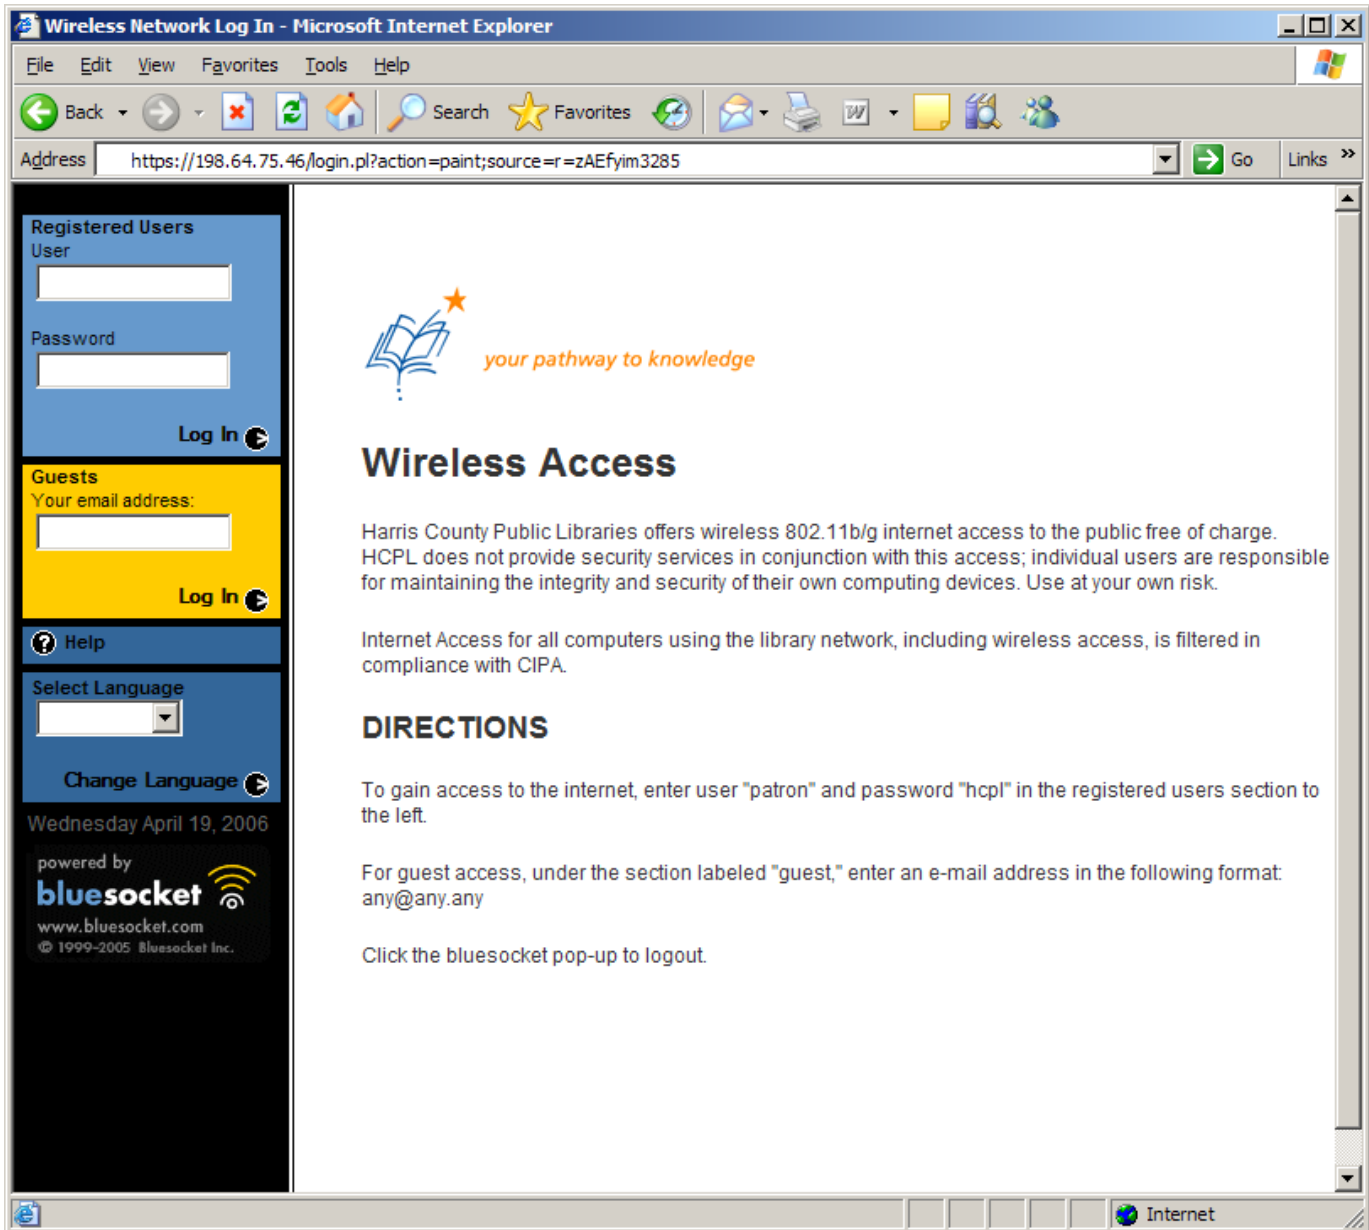 Wireless Network Log In - Microsoft Internet Explorer
File Edit View Favorites Tools Help
Back Search Favorites
Address https://198.64.75.46/login.pl?action=paint;source=r=zAEfyim3285 Go Links »
Registered Users
User
Password
Log In
Guests
Your email address:
Log In
Help
Select Language
Change Language
Wednesday April 19, 2006
powered by
bluesocket
www.bluesocket.com
© 1999-2005 Bluesocket Inc.
your pathway to knowledge
Wireless Access
Harris County Public Libraries offers wireless 802.11b/g internet access to the public free of charge.
HCPL does not provide security services in conjunction with this access; individual users are responsible
for maintaining the integrity and security of their own computing devices. Use at your own risk.
Internet Access for all computers using the library network, including wireless access, is filtered in
compliance with CIPA.
DIRECTIONS
To gain access to the internet, enter user "patron" and password "hcpl" in the registered users section to
the left.
For guest access, under the section labeled "guest," enter an e-mail address in the following format:
any@any.any
Click the bluesocket pop-up to logout.
Internet